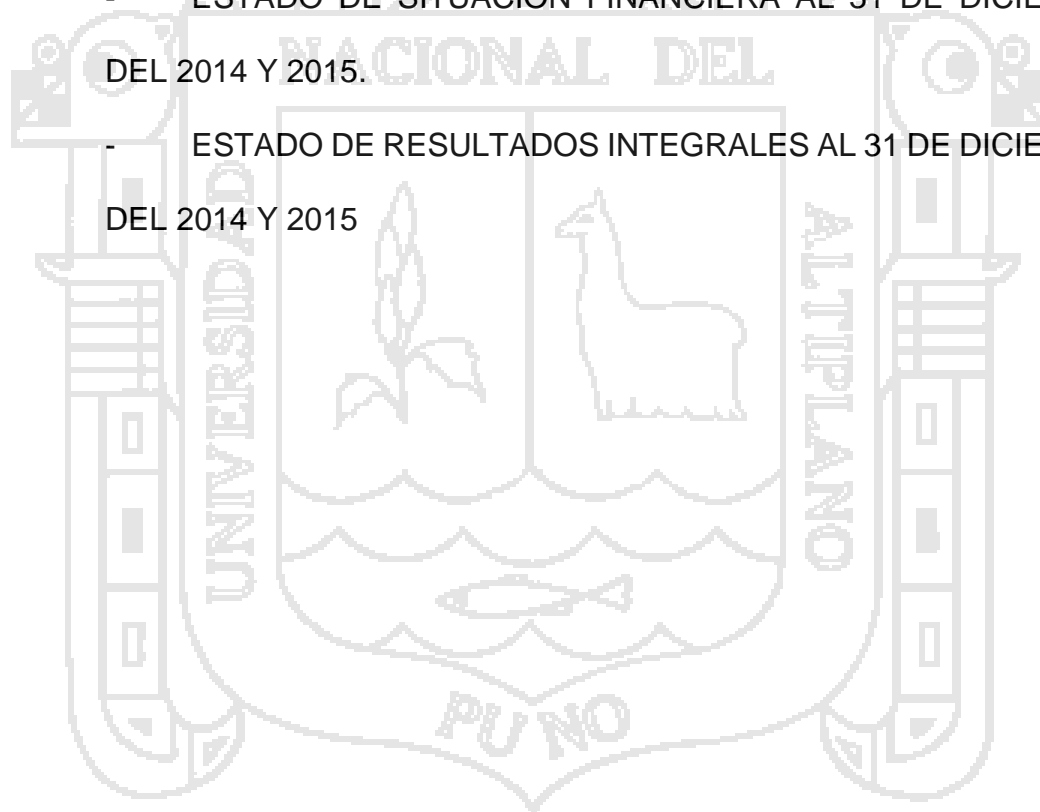 - ESTADO DE SITUACIÓN FINANCIERA AL 31 DE DICIE
DEL 2014 Y 2015.
- ESTADO DE RESULTADOS INTEGRALES AL 31 DE DICIE
DEL 2014 Y 2015
NACIONAL DEL
UNIVERSIDAD
ALTIPLANO
PUNO